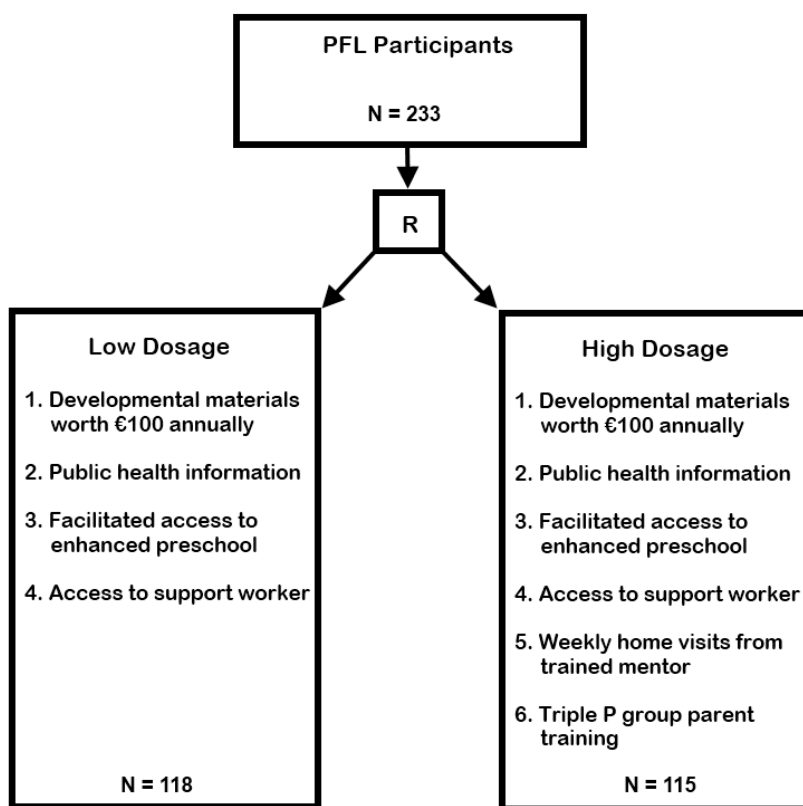 PFL Participants
N = 233
R
Low Dosage
1. Developmental materials
worth €100 annually
2. Public health information
3. Facilitated access to
enhanced preschool
4. Access to support worker
N = 118
High Dosage
1. Developmental materials
worth €100 annually
2. Public health information
3. Facilitated access to
enhanced preschool
4. Access to support worker
5. Weekly home visits from
trained mentor
6. Triple P group parent
training
N = 115